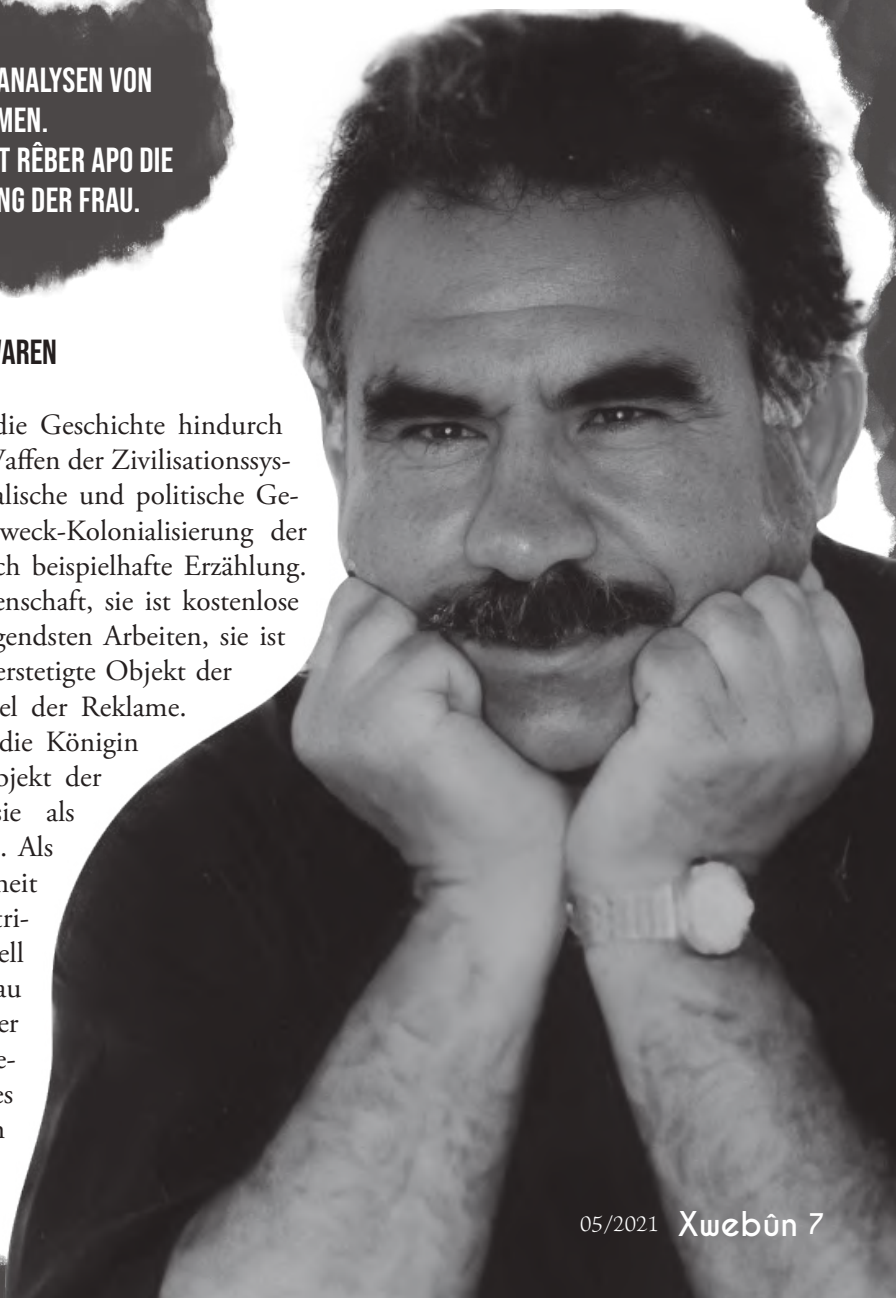 ANALYSEN VON
MEN.
T RÊBER APO DIE
NG DER FRAU.
VAREN
die Geschichte hindurch
Waffen der Zivilisationssys-
alische und politische Ge-
weck-Kolonialisierung der
ch beispielhafte Erzählung.
enschaft, sie ist kostenlose
gendsten Arbeiten, sie ist
erstetigte Objekt der
el der Reklame.
die Königin
bjekt der
sie als
. Als
heit
tri-
ell
au
er
e-
es
n
05/2021 Xwebûn 7